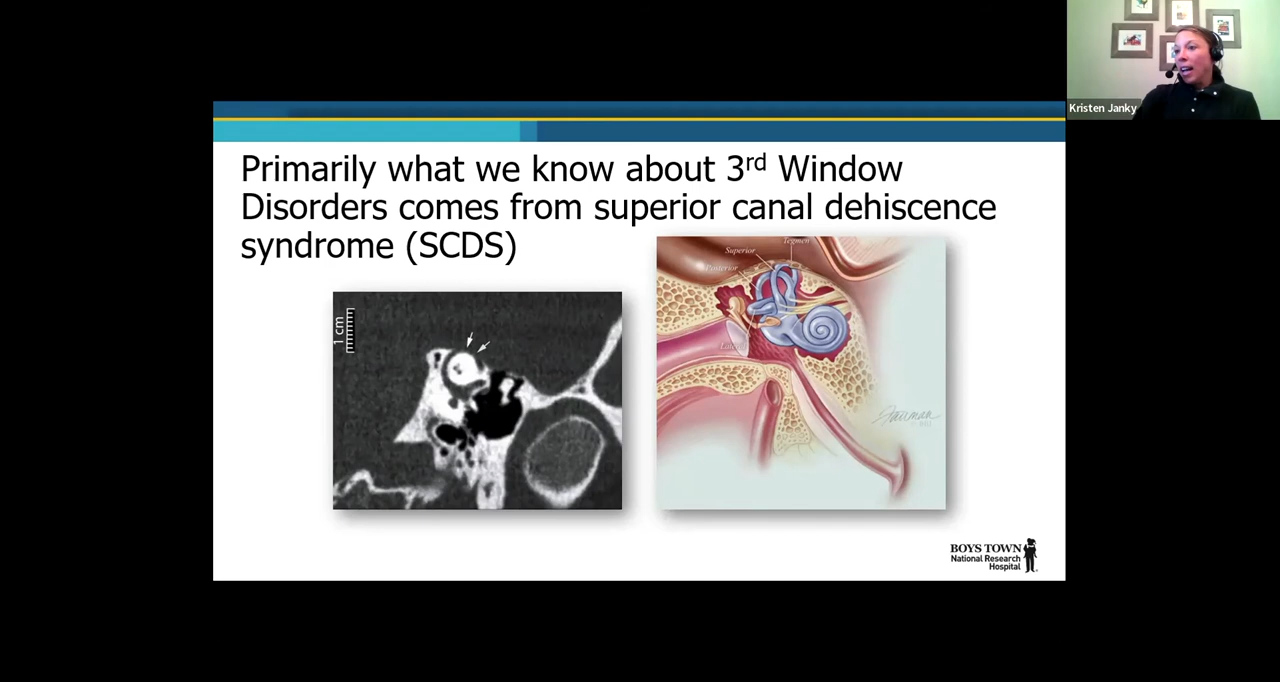 Kristen Janky
Primarily what we know about 3rd Window
Disorders comes from superior canal dehiscence
syndrome (SCDS)
Tegmen
Superior
Posterior
1 cm
BOYS TOWN
National Research
Hospital